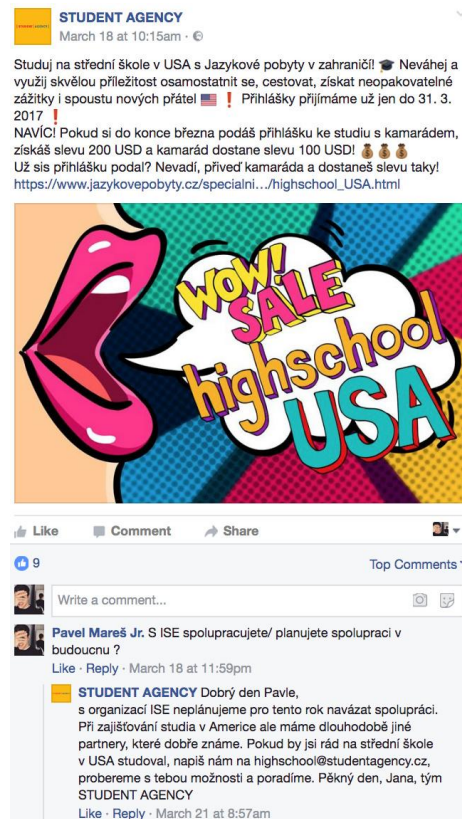 STUDENT AGENCY
March 18 at 10:15am ·
Studuj na střední škole v USA s Jazykové pobyty v zahraničí! 🎓 Neváhej a
využij skvělou příležitost osamostatnit se, cestovat, získat neopakovatelné
zážitky i spoustu nových přátel 🇺🇸 ❗ Přihlášky přijímáme už jen do 31. 3.
2017 ❗
NAVÍC! Pokud si do konce března podáš přihlášku ke studiu s kamarádem,
získáš slevu 200 USD a kamarád dostane slevu 100 USD! 💰 💰 💰
Už sis přihlášku podal? Nevadí, přiveď kamaráda a dostaneš slevu taky!
https://www.jazykovepobyty.cz/specialni.../highschool_USA.html
WOW!
SALE
highschool
USA
Like Comment Share
9 Top Comments
Write a comment...
Pavel Mareš Jr. S ISE spolupracujete/ planujete spolupraci v
budoucnu ?
Like · Reply · March 18 at 11:59pm
STUDENT AGENCY Dobrý den Pavle,
s organizací ISE neplánujeme pro tento rok navázat spolupráci.
Při zajišťování studia v Americe ale máme dlouhodobě jiné
partnery, které dobře známe. Pokud by jsi rád na střední škole
v USA studoval, napiš nám na highschool@studentagency.cz,
probereme s tebou možnosti a poradíme. Pěkný den, Jana, tým
STUDENT AGENCY
Like · Reply · March 21 at 8:57am